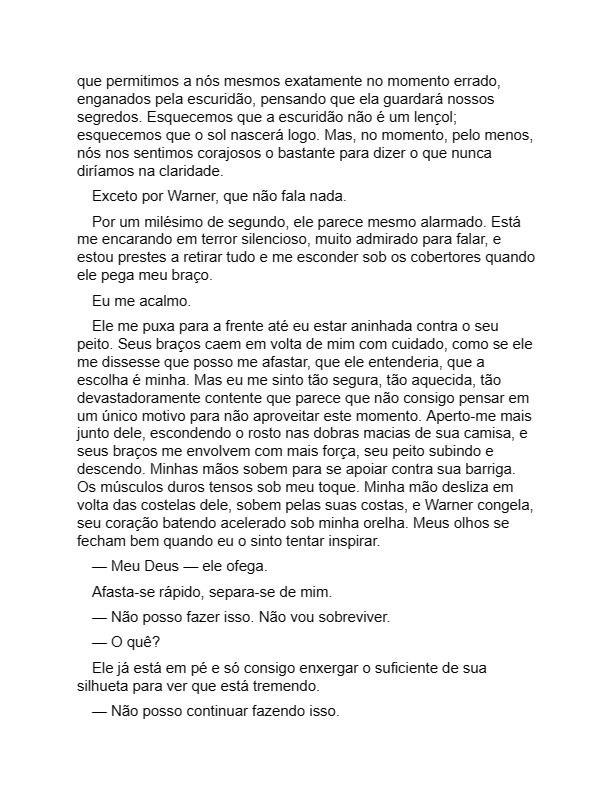 que permitimos a nós mesmos exatamente no momento errado,
enganados pela escuridão, pensando que ela guardará nossos
segredos. Esquecemos que a escuridão não é um lençol;
esquecemos que o sol nascerá logo. Mas, no momento, pelo menos,
nós nos sentimos corajosos o bastante para dizer o que nunca
diríamos na claridade.
Exceto por Warner, que não fala nada.
Por um milésimo de segundo, ele parece mesmo alarmado. Está
me encarando em terror silencioso, muito admirado para falar, e
estou prestes a retirar tudo e me esconder sob os cobertores quando
ele pega meu braço.
Eu me acalmo.
Ele me puxa para a frente até eu estar aninhada contra o seu
peito. Seus braços caem em volta de mim com cuidado, como se ele
me dissesse que posso me afastar, que ele entenderia, que a
escolha é minha. Mas eu me sinto tão segura, tão aquecida, tão
devastadoramente contente que parece que não consigo pensar em
um único motivo para não aproveitar este momento. Aperto-me mais
junto dele, escondendo o rosto nas dobras macias de sua camisa, e
seus braços me envolvem com mais força, seu peito subindo e
descendo. Minhas mãos sobem para se apoiar contra sua barriga.
Os músculos duros tensos sob meu toque. Minha mão desliza em
volta das costelas dele, sobem pelas suas costas, e Warner congela,
seu coração batendo acelerado sob minha orelha. Meus olhos se
fecham bem quando eu o sinto tentar inspirar.
— Meu Deus — ele ofega.
Afasta-se rápido, separa-se de mim.
— Não posso fazer isso. Não vou sobreviver.
— O quê?
Ele já está em pé e só consigo enxergar o suficiente de sua
silhueta para ver que está tremendo.
— Não posso continuar fazendo isso.